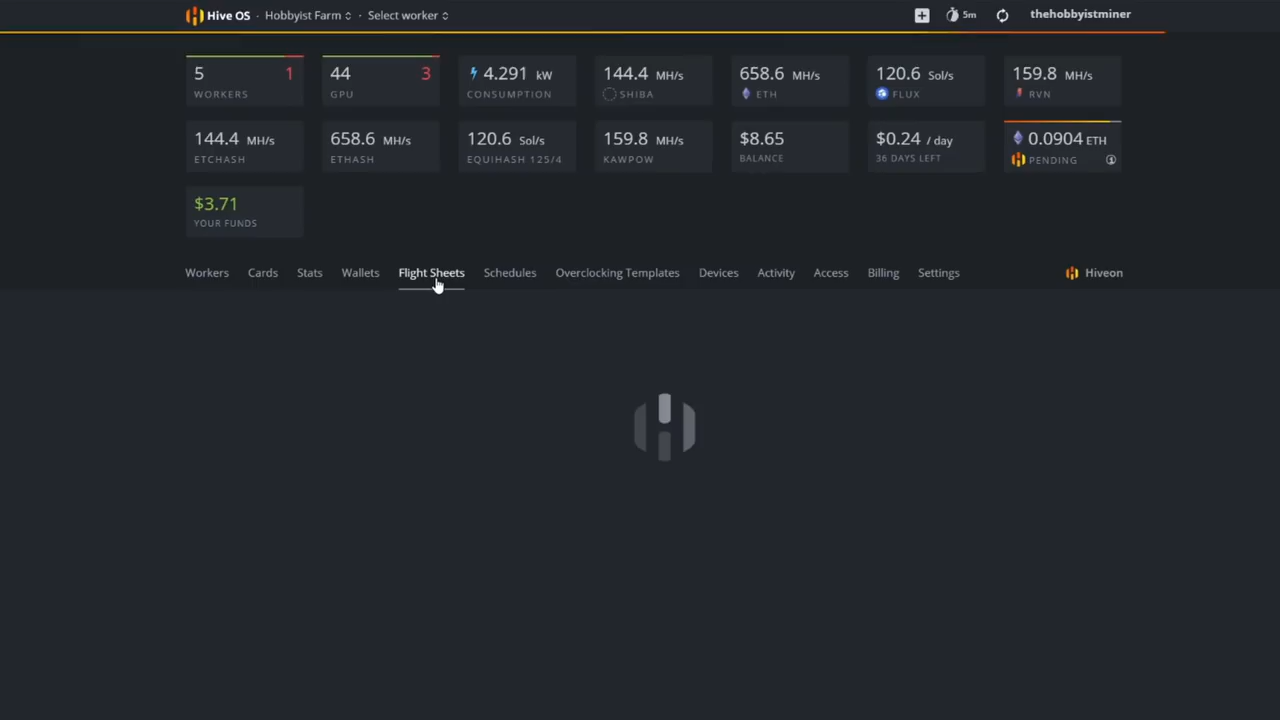 Hive OS · Hobbyist Farm · Select worker 5m thehobbyistminer
5 1 44 3 4.291 kW 144.4 MH/s 658.6 MH/s 120.6 Sol/s 159.8 MH/s
WORKERS GPU CONSUMPTION SHIBA ETH FLUX RVN
144.4 MH/s 658.6 MH/s 120.6 Sol/s 159.8 MH/s $8.65 $0.24 / day 0.0904 ETH
ETCHASH ETHASH EQUIHASH 125/4 KAWPOW BALANCE 36 DAYS LEFT PENDING
$3.71
YOUR FUNDS
Workers Cards Stats Wallets Flight Sheets Schedules Overclocking Templates Devices Activity Access Billing Settings Hiveon